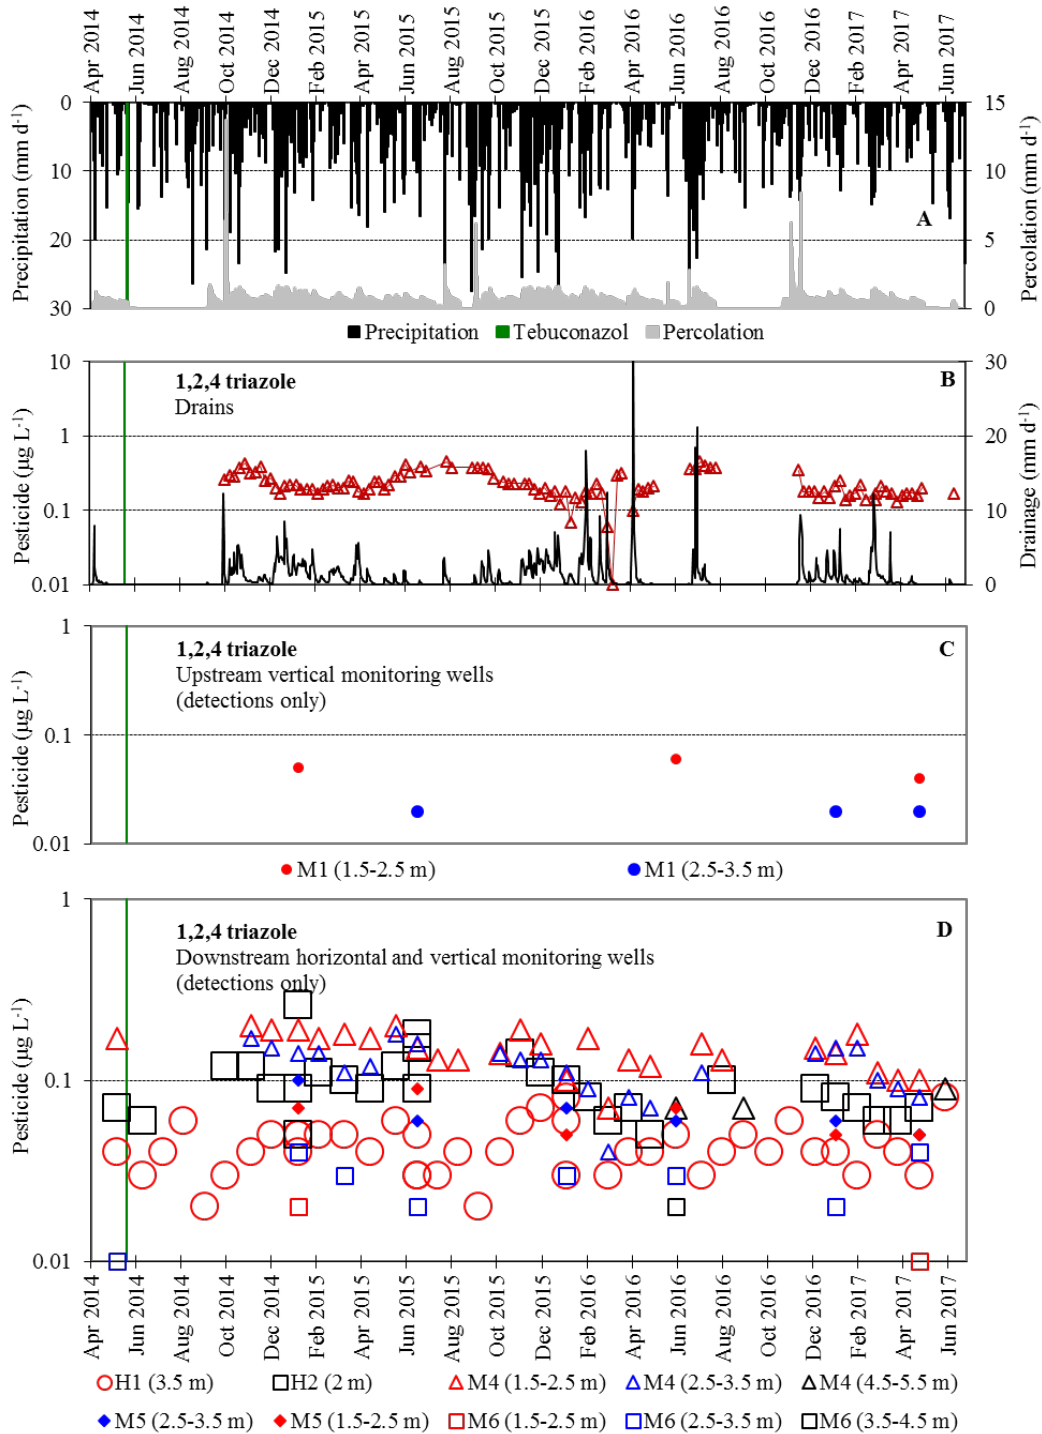 Apr 2014 Jun 2014 Aug 2014 Oct 2014 Dec 2014 Feb 2015 Apr 2015 Jun 2015 Aug 2015 Oct 2015 Dec 2015 Feb 2016 Apr 2016 Jun 2016 Aug 2016 Oct 2016 Dec 2016 Feb 2017 Apr 2017 Jun 2017
Precipitation (mm d⁻¹)
0
10
20
30
A
15
10
5
0
Percolation (mm d⁻¹)
Precipitation Tebuconazol Percolation
Pesticide (µg L⁻¹)
10
1
0.1
0.01
1,2,4 triazole
Drains
B
30
20
10
0
Drainage (mm d⁻¹)
Pesticide (µg L⁻¹)
1
0.1
0.01
1,2,4 triazole
Upstream vertical monitoring wells
(detections only)
C
M1 (1.5-2.5 m) M1 (2.5-3.5 m)
Pesticide (µg L⁻¹)
1
0.1
0.01
1,2,4 triazole
Downstream horizontal and vertical monitoring wells
(detections only)
D
Apr 2014 Jun 2014 Aug 2014 Oct 2014 Dec 2014 Feb 2015 Apr 2015 Jun 2015 Aug 2015 Oct 2015 Dec 2015 Feb 2016 Apr 2016 Jun 2016 Aug 2016 Oct 2016 Dec 2016 Feb 2017 Apr 2017 Jun 2017
H1 (3.5 m) H2 (2 m) M4 (1.5-2.5 m) M4 (2.5-3.5 m) M4 (4.5-5.5 m)
M5 (2.5-3.5 m) M5 (1.5-2.5 m) M6 (1.5-2.5 m) M6 (2.5-3.5 m) M6 (3.5-4.5 m)